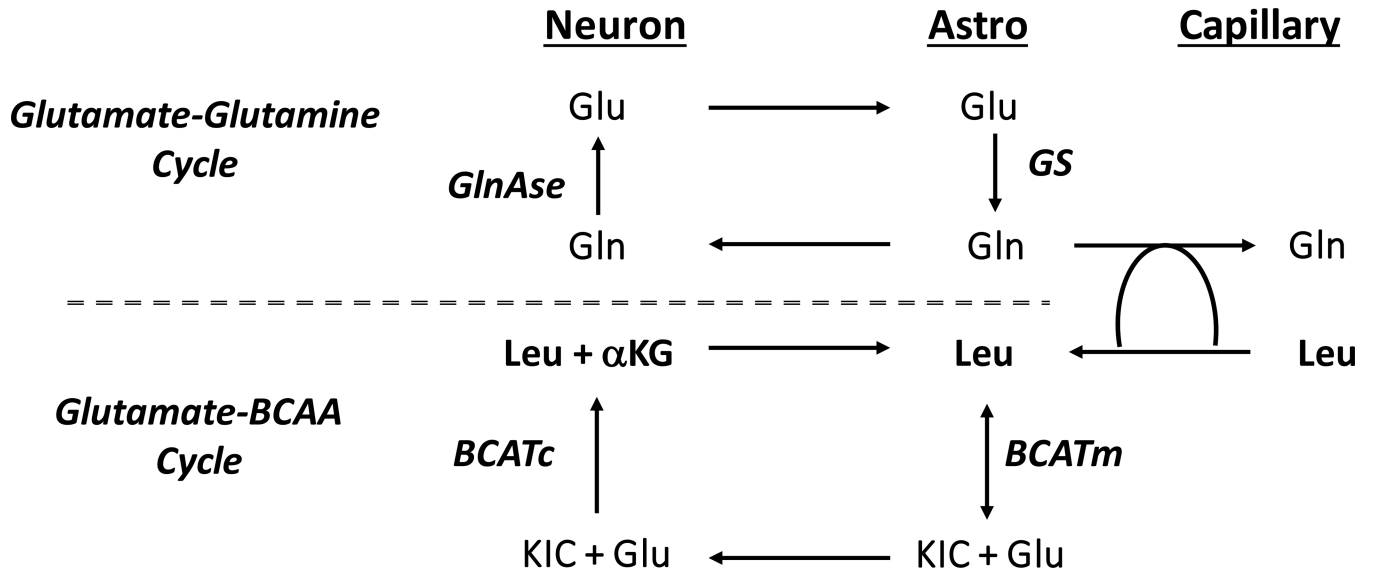 Neuron Astro Capillary
Glutamate-Glutamine
Cycle
Glu Glu
GlnAse GS
Gln Gln Gln
Leu + αKG Leu Leu
Glutamate-BCAA
Cycle
BCATc BCATm
KIC + Glu KIC + Glu